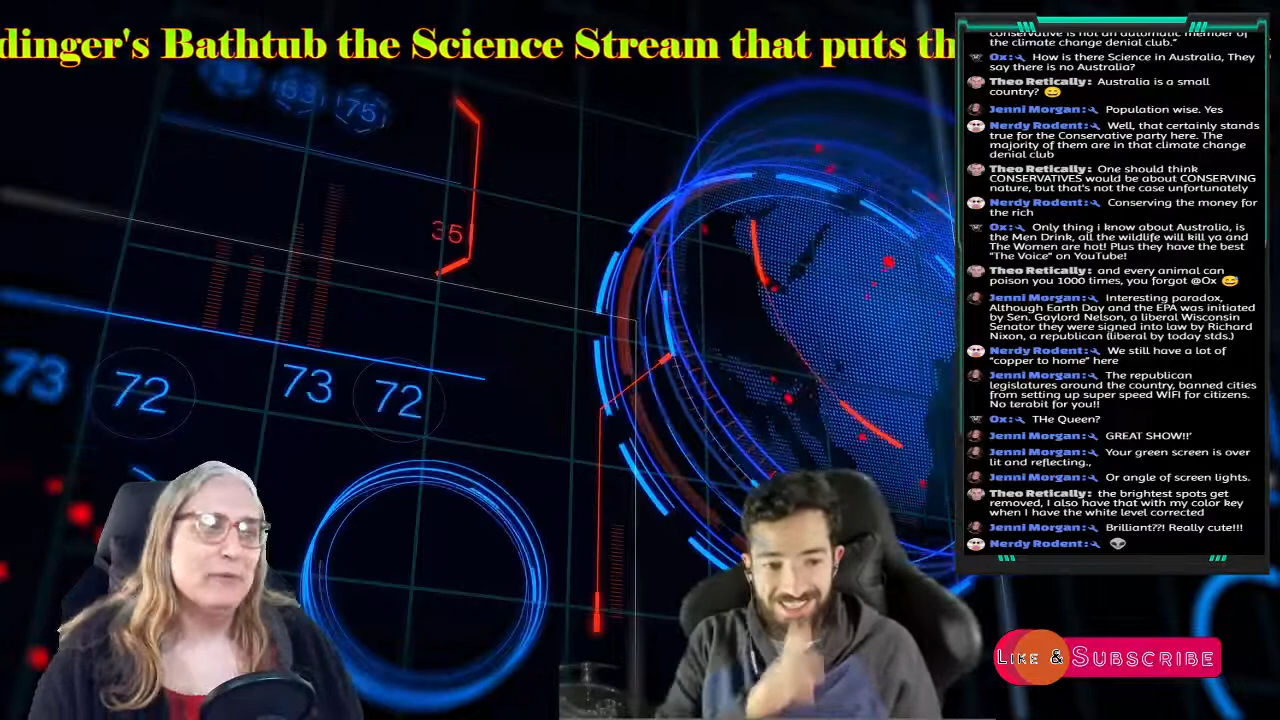 dinger's Bathtub the Science Stream that puts th
63
75
35
73
72
73
72
conservative is not an automatic member of
the climate change denial club."
Ox: How is there Science in Australia, They
say there is no Australia?
Theo Retically: Australia is a small
country? 😅
Jenni Morgan: Population wise. Yes
Nerdy Rodent: Well, that certainly stands
true for the Conservative party here. The
majority of them are in that climate change
denial club
Theo Retically: One should think
CONSERVATIVES would be about CONSERVING
nature, but that's not the case unfortunately
Nerdy Rodent: Conserving the money for
the rich
Ox: Only thing i know about Australia, is
the Men Drink, all the wildlife will kill ya and
The Women are hot! Plus they have the best
"The Voice" on YouTube!
Theo Retically: and every animal can
poison you 1000 times, you forgot @Ox 😅
Jenni Morgan: Interesting paradox,
Although Earth Day and the EPA was initiated
by Sen. Gaylord Nelson, a liberal Wisconsin
Senator they were signed into law by Richard
Nixon, a republican (liberal by today stds.)
Nerdy Rodent: We still have a lot of
"copper to home" here
Jenni Morgan: The republican
legislatures around the country, banned cities
from setting up super speed WIFI for citizens.
No terabit for you!!
Ox: THe Queen?
Jenni Morgan: GREAT SHOW!!'
Jenni Morgan: Your green screen is over
lit and reflecting.,
Jenni Morgan: Or angle of screen lights.
Theo Retically: the brightest spots get
removed, I also have that with my color key
when I have the white level corrected
Jenni Morgan: Brilliant??! Really cute!!!
Nerdy Rodent: 👽
LIKE & SUBSCRIBE